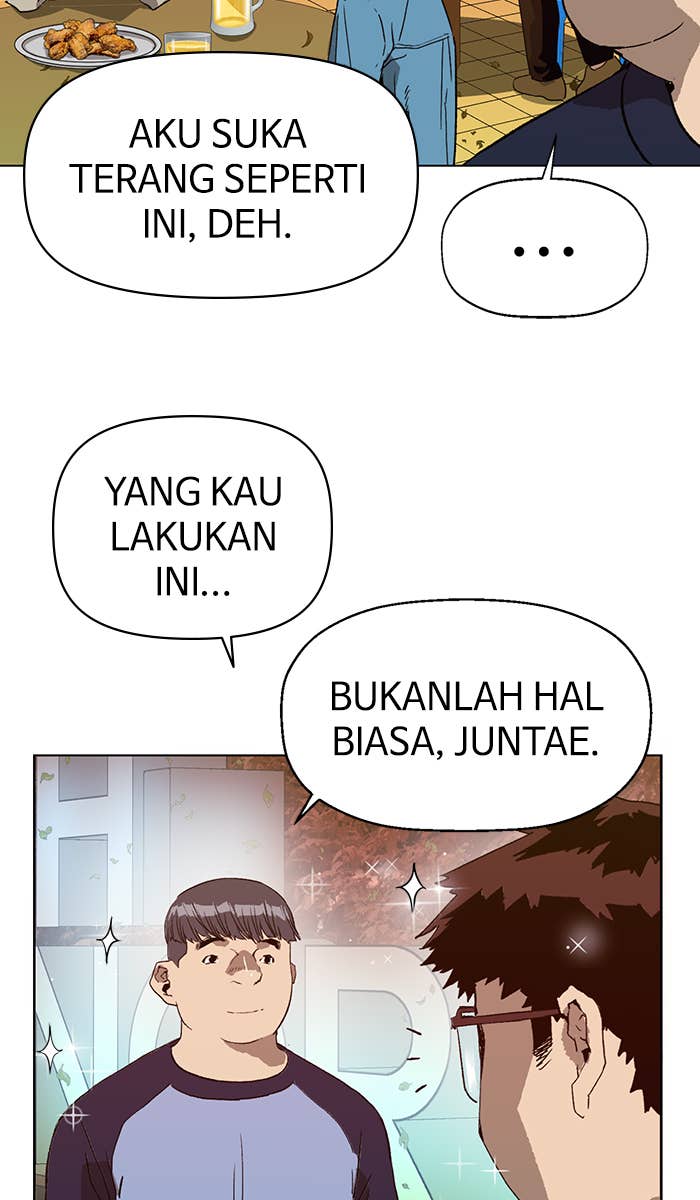 AKU SUKA
TERANG SEPERTI
INI, DEH.
...
YANG KAU
LAKUKAN
INI...
BUKANLAH HAL
BIASA, JUNTAE.